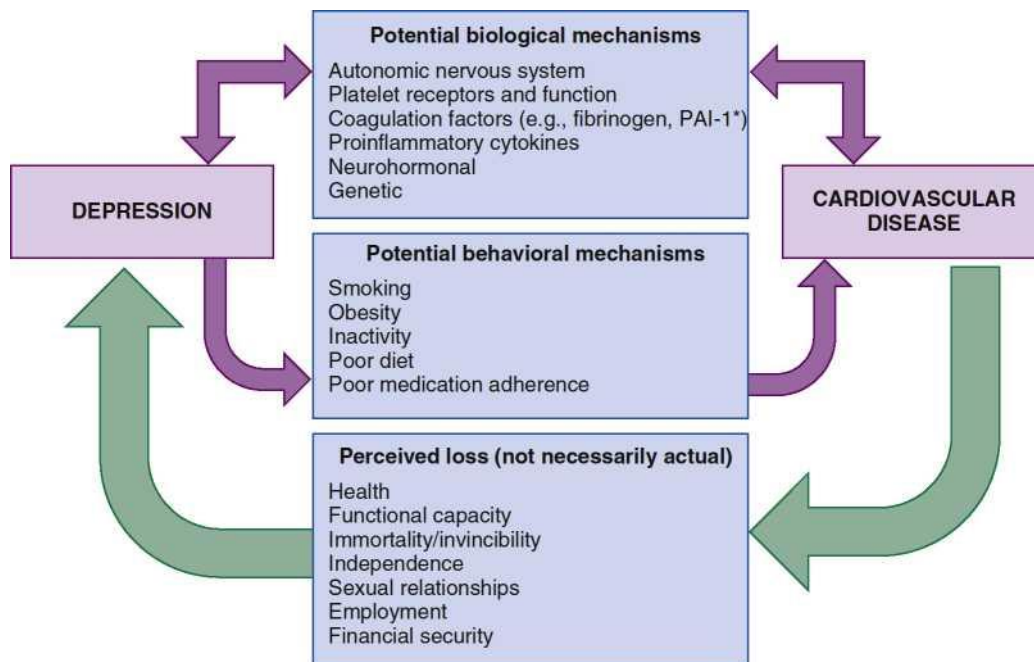 Potential biological mechanisms
Autonomic nervous system
Platelet receptors and function
Coagulation factors (e.g., fibrinogen, PAI-1*)
Proinflammatory cytokines
Neurohormonal
Genetic
DEPRESSION
CARDIOVASCULAR
DISEASE
Potential behavioral mechanisms
Smoking
Obesity
Inactivity
Poor diet
Poor medication adherence
Perceived loss (not necessarily actual)
Health
Functional capacity
Immortality/invincibility
Independence
Sexual relationships
Employment
Financial security